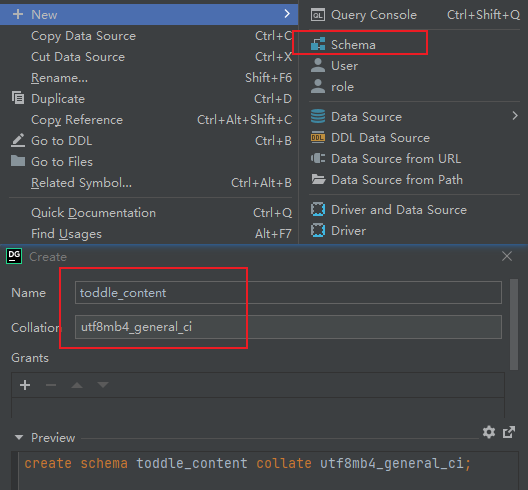 New
Copy Data Source Ctrl+C
Cut Data Source Ctrl+X
Rename... Shift+F6
Duplicate Ctrl+D
Copy Reference Ctrl+Alt+Shift+C
Go to DDL Ctrl+B
Go to Files
Related Symbol... Ctrl+Alt+B
Quick Documentation Ctrl+Q
Find Usages Alt+F7
QL Query Console Ctrl+Shift+Q
Schema
User
role
Data Source
DDL DDL Data Source
Data Source from URL
Data Source from Path
Driver and Data Source
Driver
DG Create
Name toddle_content
Collation utf8mb4_general_ci
Grants
Preview
create schema toddle_content collate utf8mb4_general_ci;